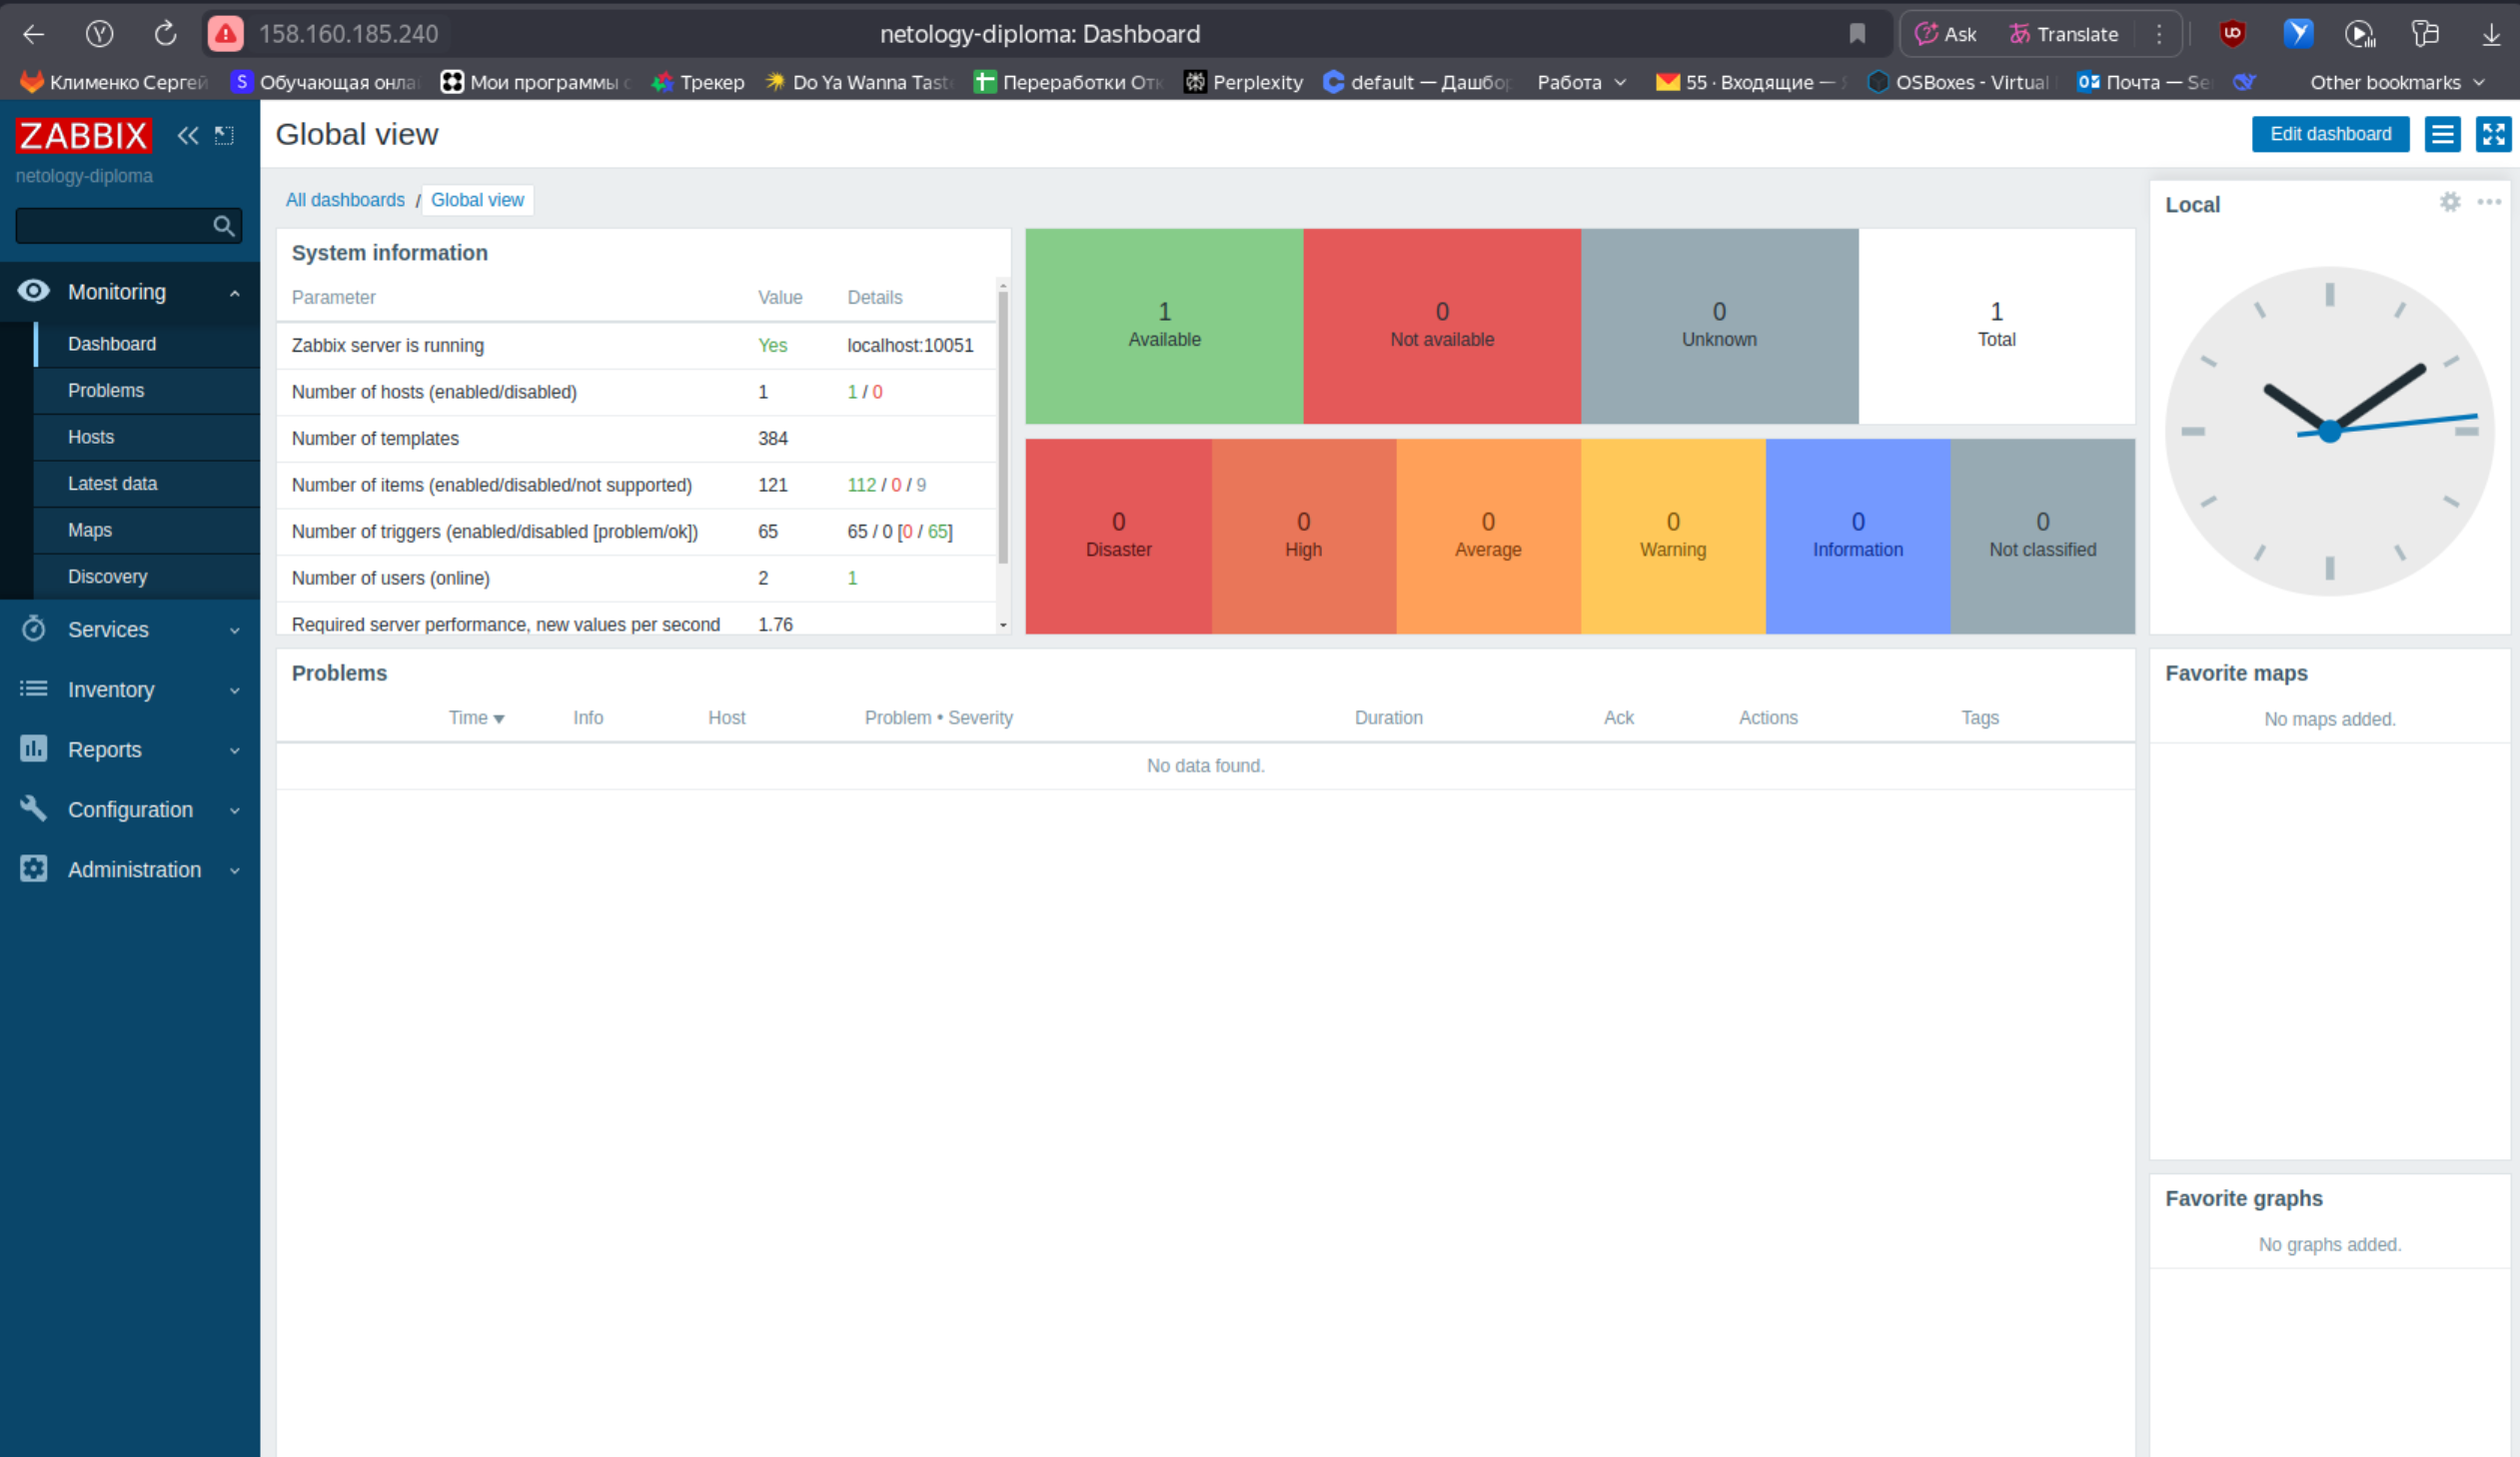 158.160.185.240 netology-diploma: Dashboard Ask Translate
Клименко Сергей S Обучающая онла Мои программы Трекер Do Ya Wanna Taste Переработки Отк Perplexity default — Дашбо Работа 55 · Входящие — OSBoxes - Virtual Почта — Se Other bookmarks
ZABBIX
netology-diploma
Monitoring
Dashboard
Problems
Hosts
Latest data
Maps
Discovery
Services
Inventory
Reports
Configuration
Administration
Global view
Edit dashboard
All dashboards / Global view
System information
Parameter Value Details
Zabbix server is running Yes localhost:10051
Number of hosts (enabled/disabled) 1 1 / 0
Number of templates 384
Number of items (enabled/disabled/not supported) 121 112 / 0 / 9
Number of triggers (enabled/disabled [problem/ok]) 65 65 / 0 [0 / 65]
Number of users (online) 2 1
Required server performance, new values per second 1.76
1 0 0 1
Available Not available Unknown Total
0 0 0 0 0 0
Disaster High Average Warning Information Not classified
Local
Problems
Time Info Host Problem • Severity Duration Ack Actions Tags
No data found.
Favorite maps
No maps added.
Favorite graphs
No graphs added.